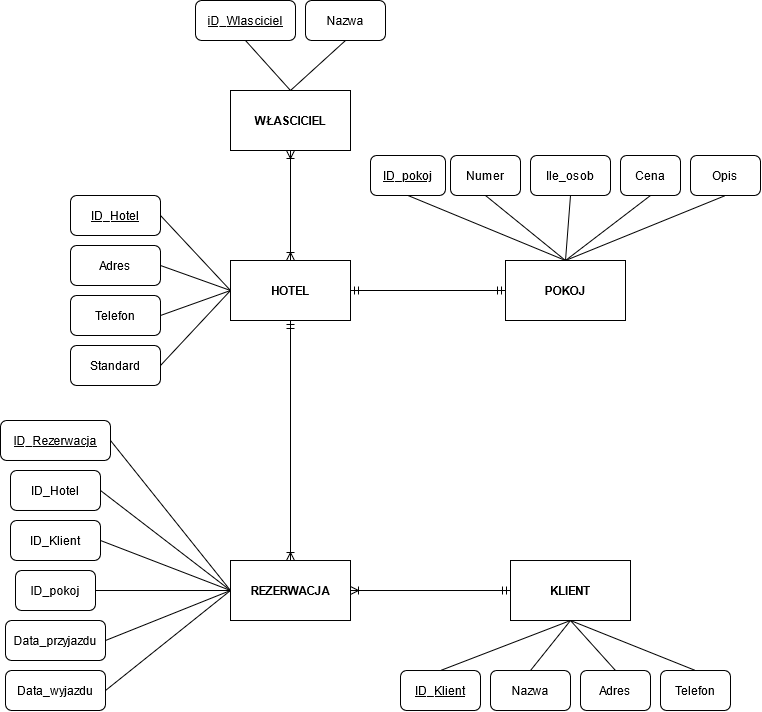 iD_Wlasciciel
Nazwa
WŁASCICIEL
ID_pokoj
Numer
Ile_osob
Cena
Opis
ID_Hotel
Adres
Telefon
Standard
HOTEL
POKOJ
ID_Rezerwacja
ID_Hotel
ID_Klient
ID_pokoj
Data_przyjazdu
Data_wyjazdu
REZERWACJA
KLIENT
ID_Klient
Nazwa
Adres
Telefon